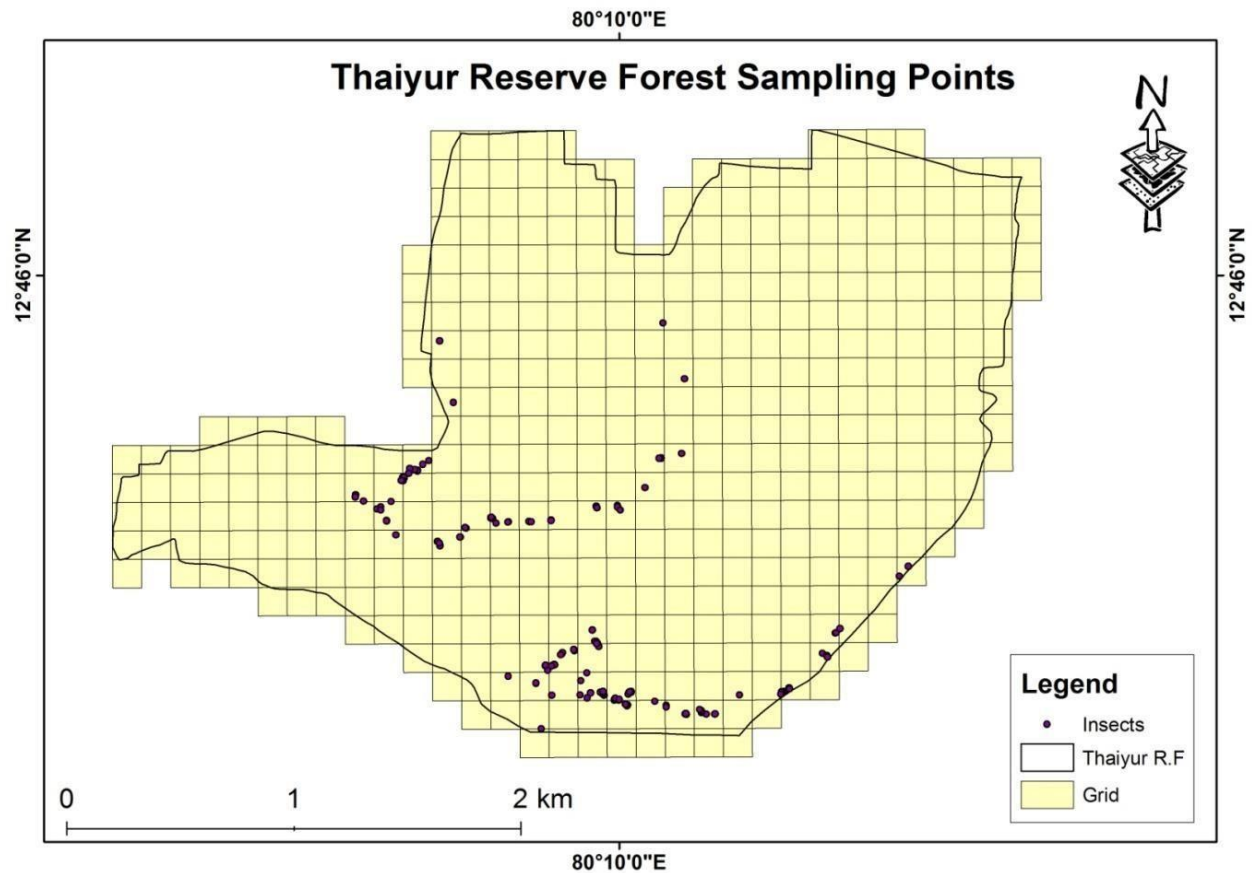 80°10'0"E
Thaiyur Reserve Forest Sampling Points
N
12°46'0"N
12°46'0"N
Legend
Insects
Thaiyur R.F
Grid
0 1 2 km
80°10'0"E